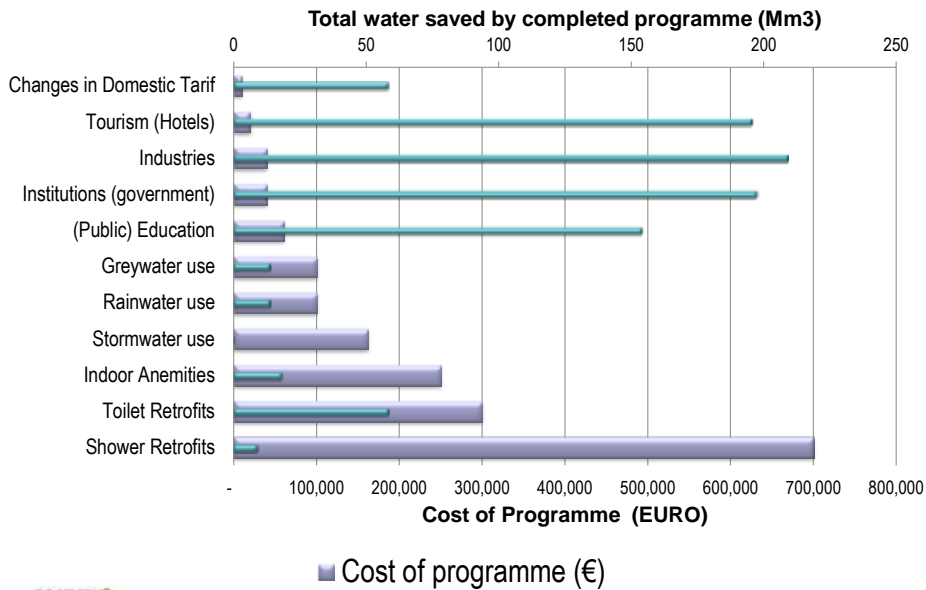 Total water saved by completed programme (Mm3)
0 50 100 150 200 250
Changes in Domestic Tarif
Tourism (Hotels)
Industries
Institutions (government)
(Public) Education
Greywater use
Rainwater use
Stormwater use
Indoor Anemities
Toilet Retrofits
Shower Retrofits
- 100,000 200,000 300,000 400,000 500,000 600,000 700,000 800,000
Cost of Programme (EURO)
Cost of programme (€)